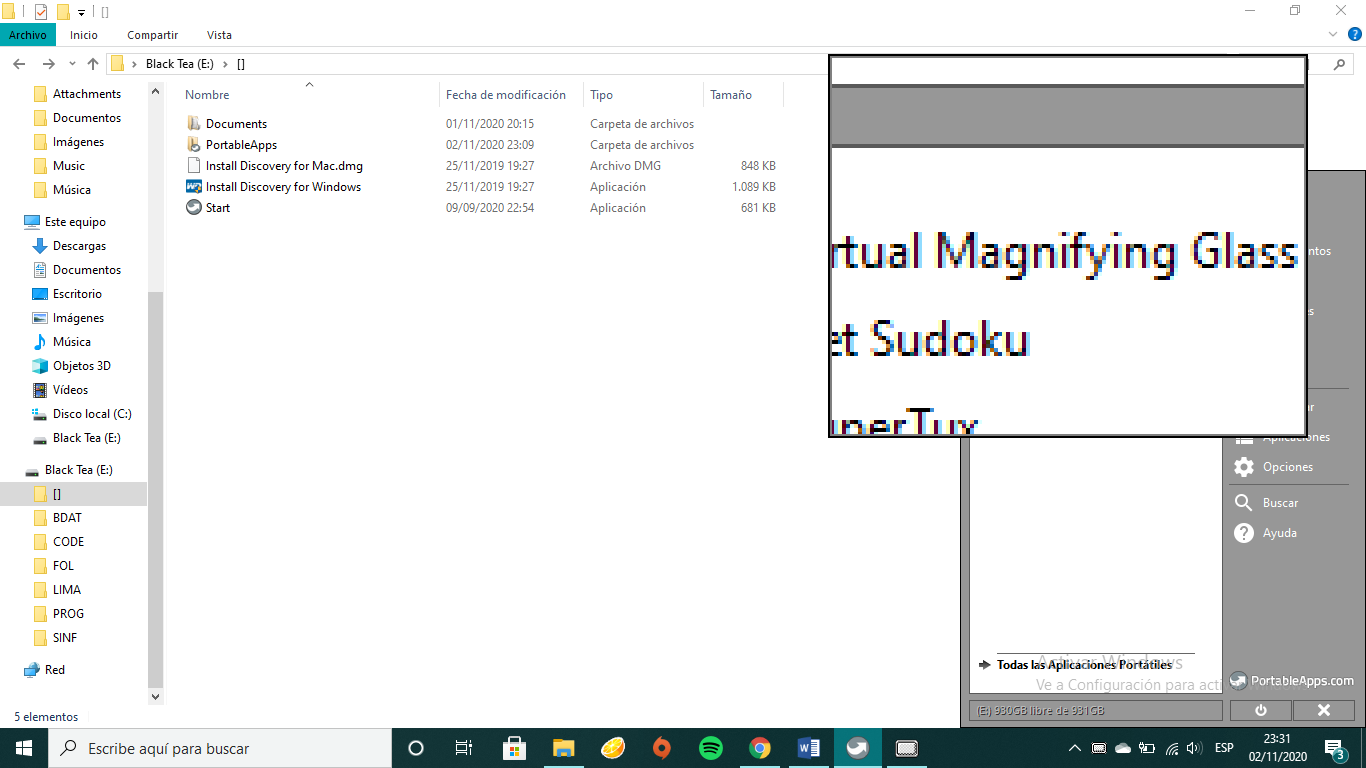 []
Archivo Inicio Compartir Vista
Black Tea (E:) > []
Nombre Fecha de modificación Tipo Tamaño
Documents 01/11/2020 20:15 Carpeta de archivos
PortableApps 02/11/2020 23:09 Carpeta de archivos
Install Discovery for Mac.dmg 25/11/2019 19:27 Archivo DMG 848 KB
Install Discovery for Windows 25/11/2019 19:27 Aplicación 1.089 KB
Start 09/09/2020 22:54 Aplicación 681 KB
Attachments
Documentos
Imágenes
Music
Música
Este equipo
Descargas
Documentos
Escritorio
Imágenes
Música
Objetos 3D
Vídeos
Disco local (C:)
Black Tea (E:)
Black Tea (E:)
[]
BDAT
CODE
FOL
LIMA
PROG
SINF
Red
5 elementos
rtual Magnifying Glass
et Sudoku
uperTux
ntos
s
ar
Aplicaciones
Opciones
Buscar
Ayuda
Todas las Aplicaciones Portátiles
Activar Windows
Ve a Configuración para acti
PortableApps.com
(E:) 930GB libre de 931GB
Escribe aquí para buscar
ESP
23:31
02/11/2020
3